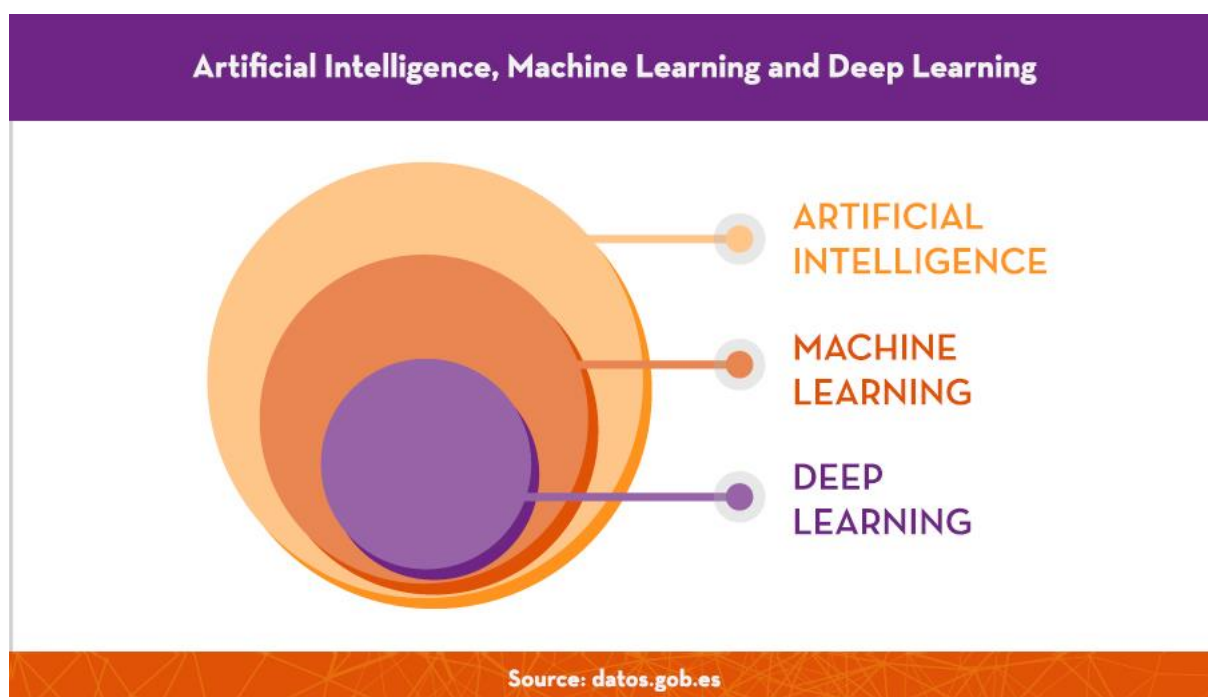 Artificial Intelligence, Machine Learning and Deep Learning
ARTIFICIAL
INTELLIGENCE
MACHINE
LEARNING
DEEP
LEARNING
Source: datos.gob.es